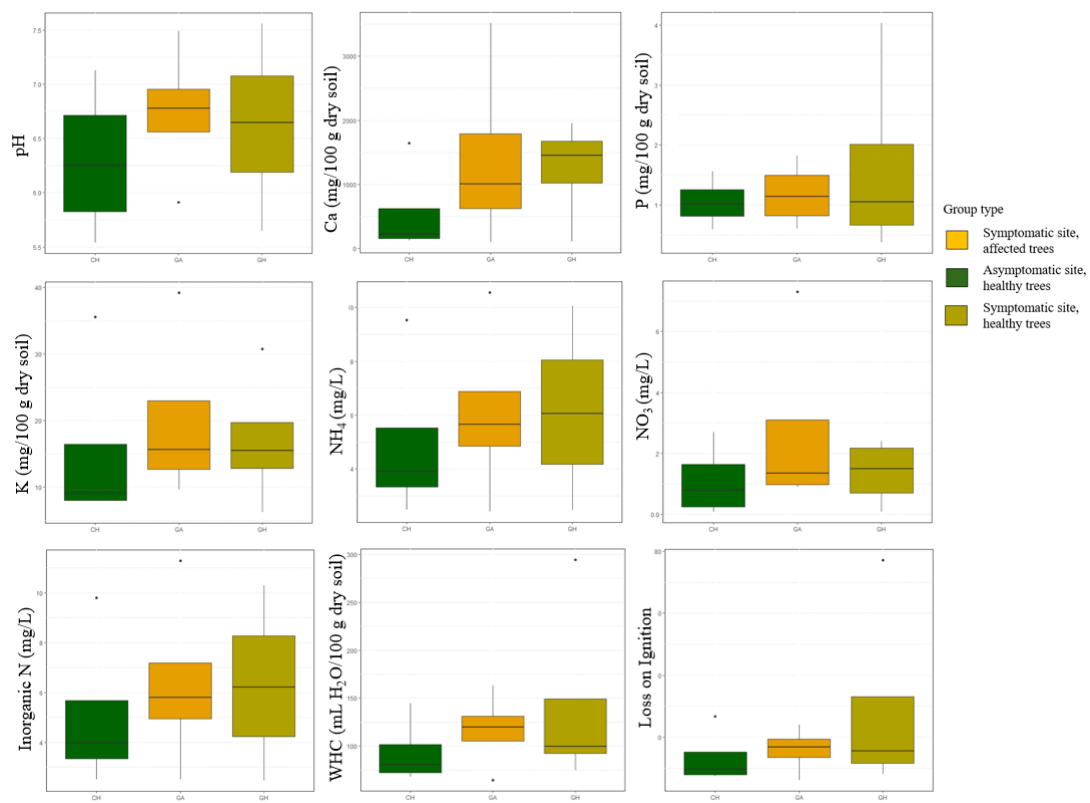 pH
7.5
7.0
6.5
6.0
5.5
CH
GA
GH
Ca (mg/100 g dry soil)
3000
2000
1000
0
CH
GA
GH
P (mg/100 g dry soil)
4
3
2
1
CH
GA
GH
Group type
Symptomatic site,
affected trees
Asymptomatic site,
healthy trees
Symptomatic site,
healthy trees
K (mg/100 g dry soil)
40
30
20
10
CH
GA
GH
NH4 (mg/L)
0
8
6
4
CH
GA
GH
NO3 (mg/L)
6
4
2
0.0
CH
GA
GH
Inorganic N (mg/L)
10
8
6
4
CH
GA
GH
WHC (mL H2O/100 g dry soil)
300
250
200
150
100
CH
GA
GH
Loss on Ignition
80
0
0
0
CH
GA
GH